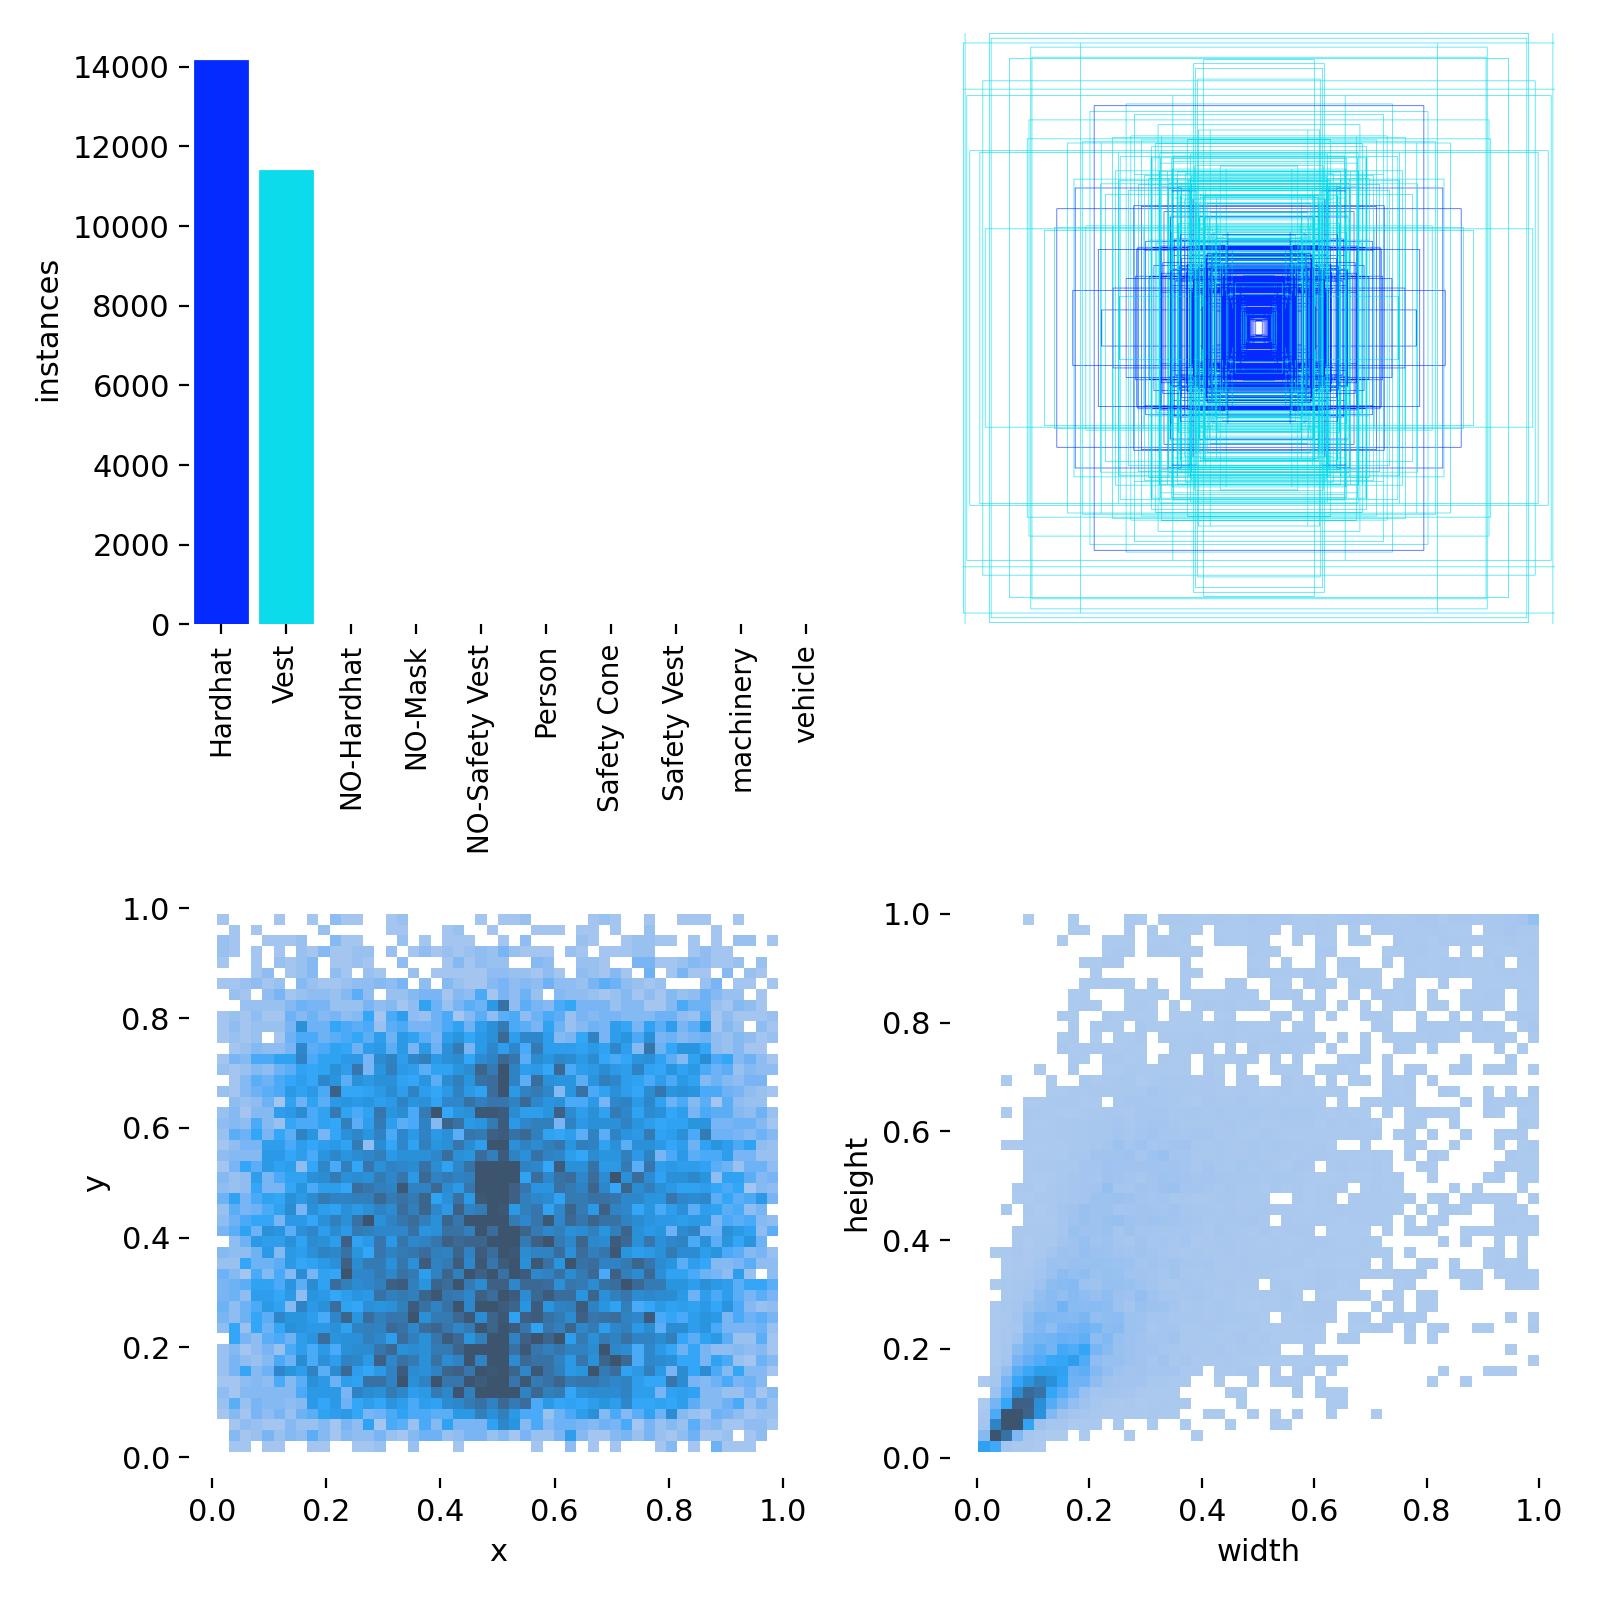 14000
12000
10000
8000
6000
4000
2000
0
instances
Hardhat
Vest
NO-Hardhat
NO-Mask
NO-Safety Vest
Person
Safety Cone
Safety Vest
machinery
vehicle
1.0
0.8
0.6
0.4
0.2
0.0
y
0.0 0.2 0.4 0.6 0.8 1.0
x
1.0
0.8
0.6
0.4
0.2
0.0
height
0.0 0.2 0.4 0.6 0.8 1.0
width